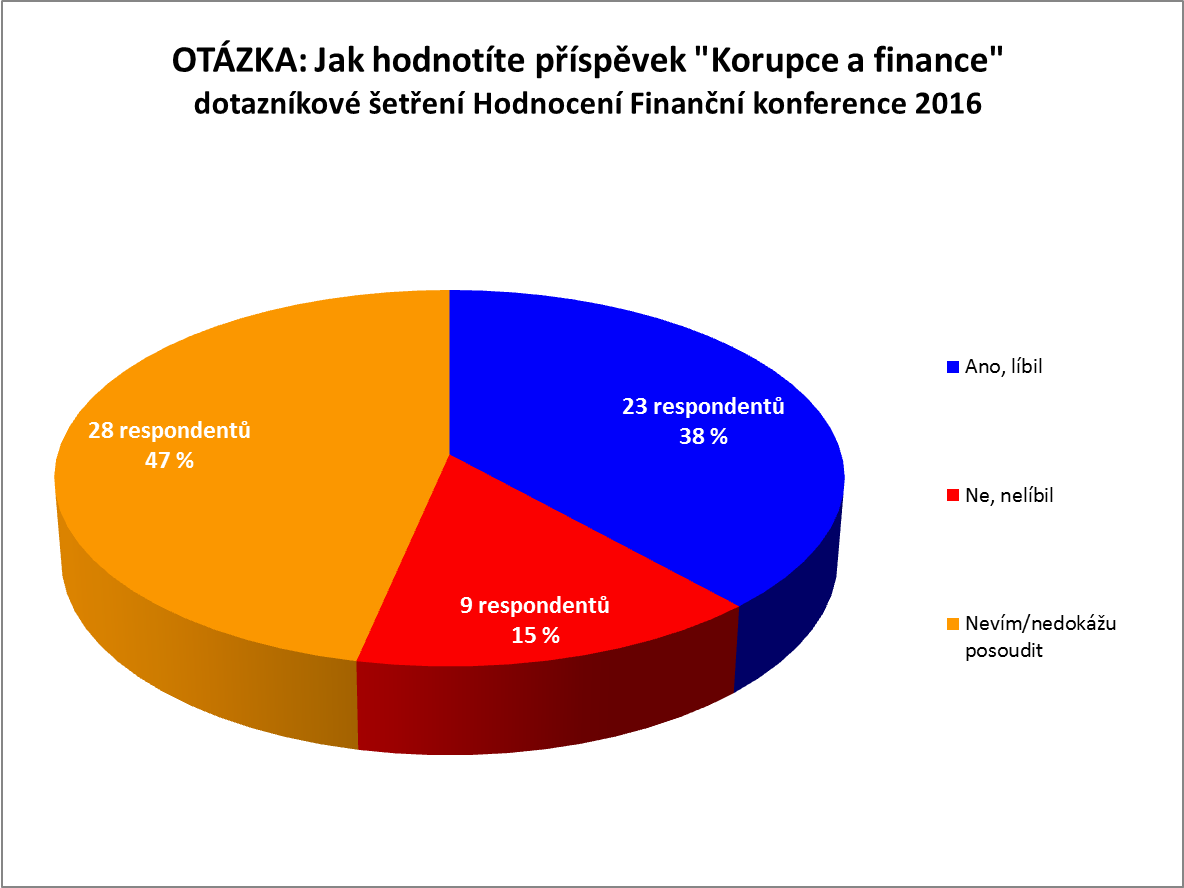 OTÁZKA: Jak hodnotíte příspěvek "Korupce a finance"
dotazníkové šetření Hodnocení Finanční konference 2016
23 respondentů
38 %
28 respondentů
47 %
9 respondentů
15 %
Ano, líbil
Ne, nelíbil
Nevím/nedokážu
posoudit